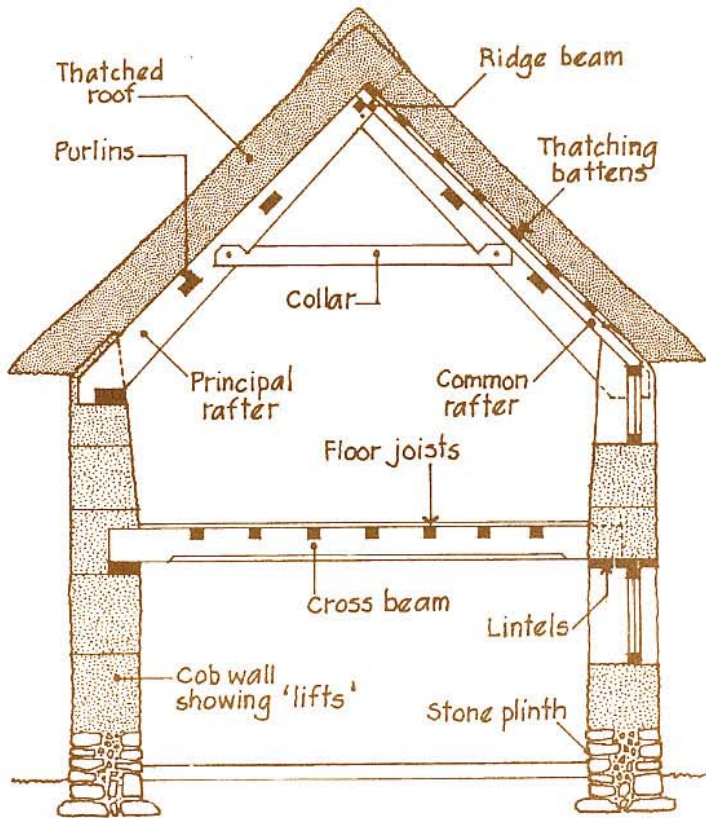 Thatched
roof
Ridge beam
Purlins
Thatching
battens
Collar
Principal
rafter
Common
rafter
Floor joists
Cross beam
Lintels
Cob wall
showing 'lifts'
Stone plinth